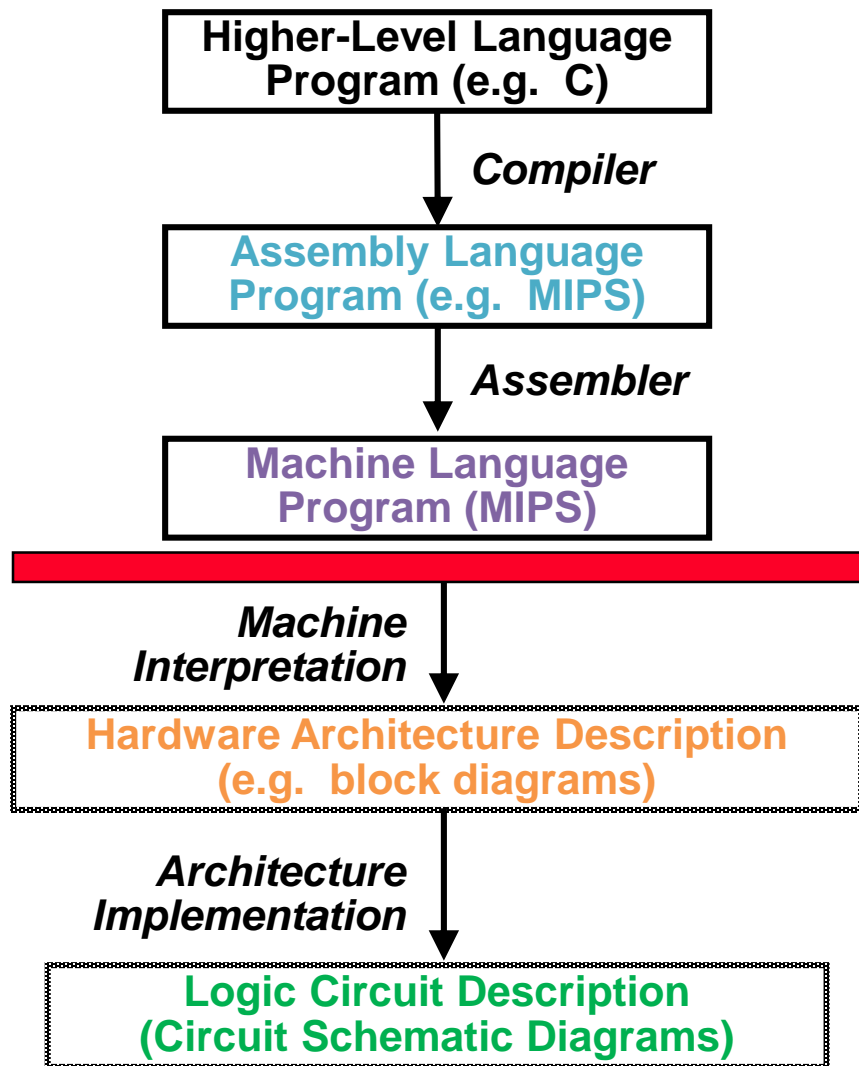 Higher-Level Language
Program (e.g. C)
Compiler
Assembly Language
Program (e.g. MIPS)
Assembler
Machine Language
Program (MIPS)
Machine
Interpretation
Hardware Architecture Description
(e.g. block diagrams)
Architecture
Implementation
Logic Circuit Description
(Circuit Schematic Diagrams)